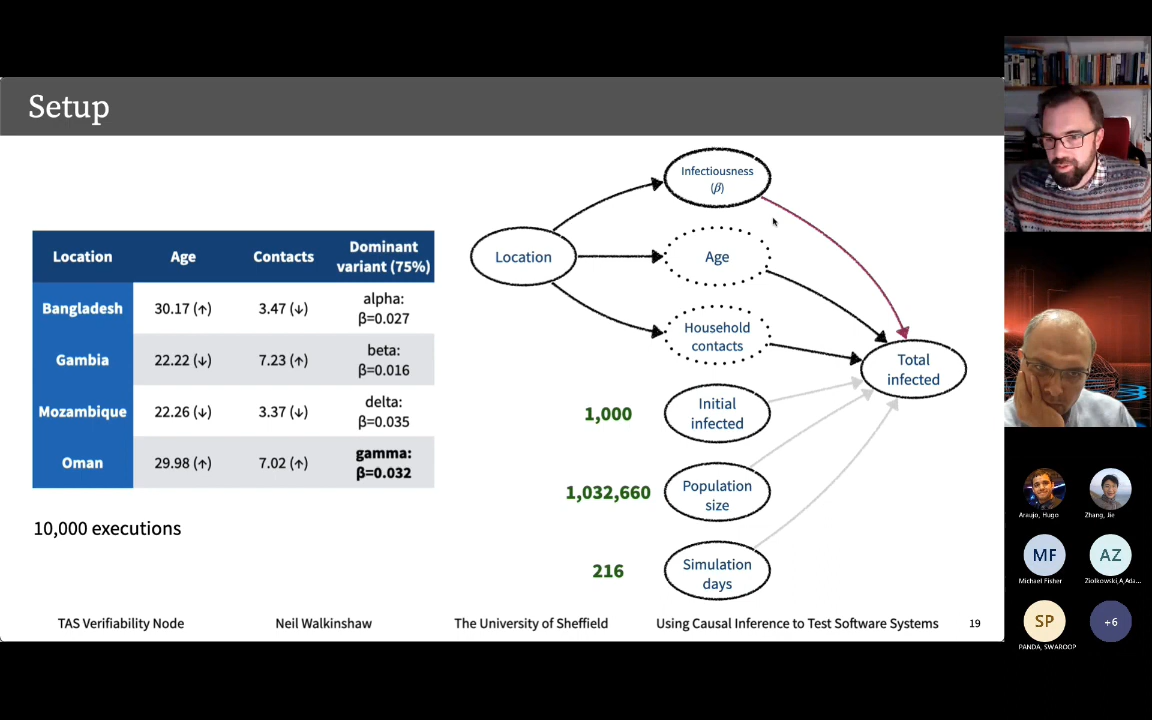 Setup
Location Age Contacts Dominant variant (75%)
Bangladesh 30.17 (↑) 3.47 (↓) alpha: β=0.027
Gambia 22.22 (↓) 7.23 (↑) beta: β=0.016
Mozambique 22.26 (↓) 3.37 (↓) delta: β=0.035
Oman 29.98 (↑) 7.02 (↑) gamma: β=0.032
10,000 executions
Location
Infectiousness
(β)
Age
Household
contacts
Total
infected
1,000
Initial
infected
1,032,660
Population
size
216
Simulation
days
TAS Verifiability Node Neil Walkinshaw The University of Sheffield Using Causal Inference to Test Software Systems 19
Araujo, Hugo
Zhang, Jie
MF
Michael Fisher
AZ
Ziolkowski,A,Ada...
SP
PANDA, SWAROOP
+6